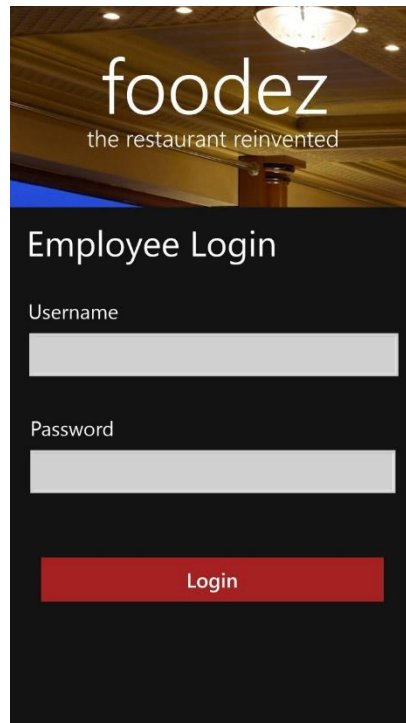 foodez
the restaurant reinvented
Employee Login
Username
Password
Login